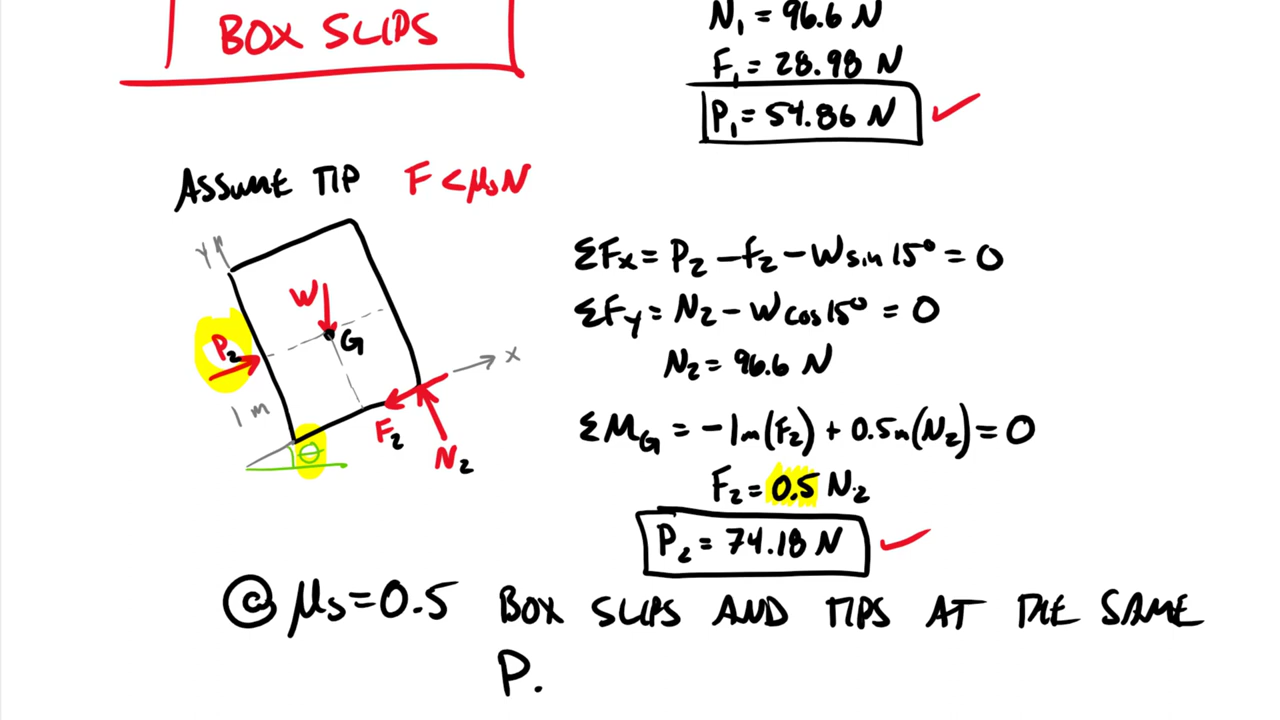 BOX SLIPS
N₁ = 96.6 N
F₁ = 28.98 N
P₁ = 54.86 N
ASSUME TIP F < μsN
Y
W
G
P₂
X
1 m
F₂
N₂
θ
ΣFx = P₂ - f₂ - W sin 15° = 0
ΣFy = N₂ - W cos 15° = 0
N₂ = 96.6 N
ΣMG = -1m(F₂) + 0.5m(N₂) = 0
F₂ = 0.5 N₂
P₂ = 74.18 N
@ μs = 0.5 BOX SLIPS AND TIPS AT THE SAME
P.